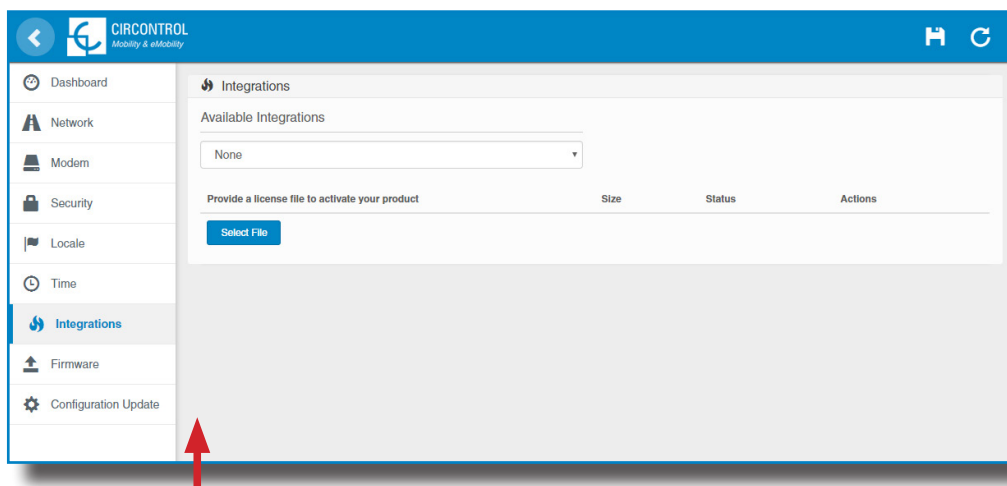 CIRCONTROL
Mobility & eMobility
Dashboard
Network
Modem
Security
Locale
Time
Integrations
Firmware
Configuration Update
Integrations
Available Integrations
None
Provide a license file to activate your product Size Status Actions
Select File